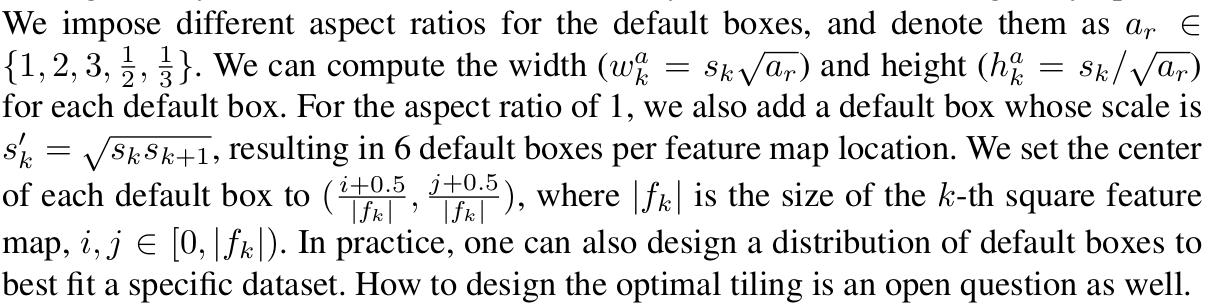 We impose different aspect ratios for the default boxes, and denote them as $a_r \in$
$\{1, 2, 3, \frac{1}{2}, \frac{1}{3}\}$. We can compute the width ($w_k^a = s_k\sqrt{a_r}$) and height ($h_k^a = s_k/\sqrt{a_r}$)
for each default box. For the aspect ratio of 1, we also add a default box whose scale is
$s'_k = \sqrt{s_k s_{k+1}}$, resulting in 6 default boxes per feature map location. We set the center
of each default box to $(\frac{i+0.5}{|f_k|}, \frac{j+0.5}{|f_k|})$, where $|f_k|$ is the size of the $k$-th square feature
map, $i, j \in [0, |f_k|)$. In practice, one can also design a distribution of default boxes to
best fit a specific dataset. How to design the optimal tiling is an open question as well.